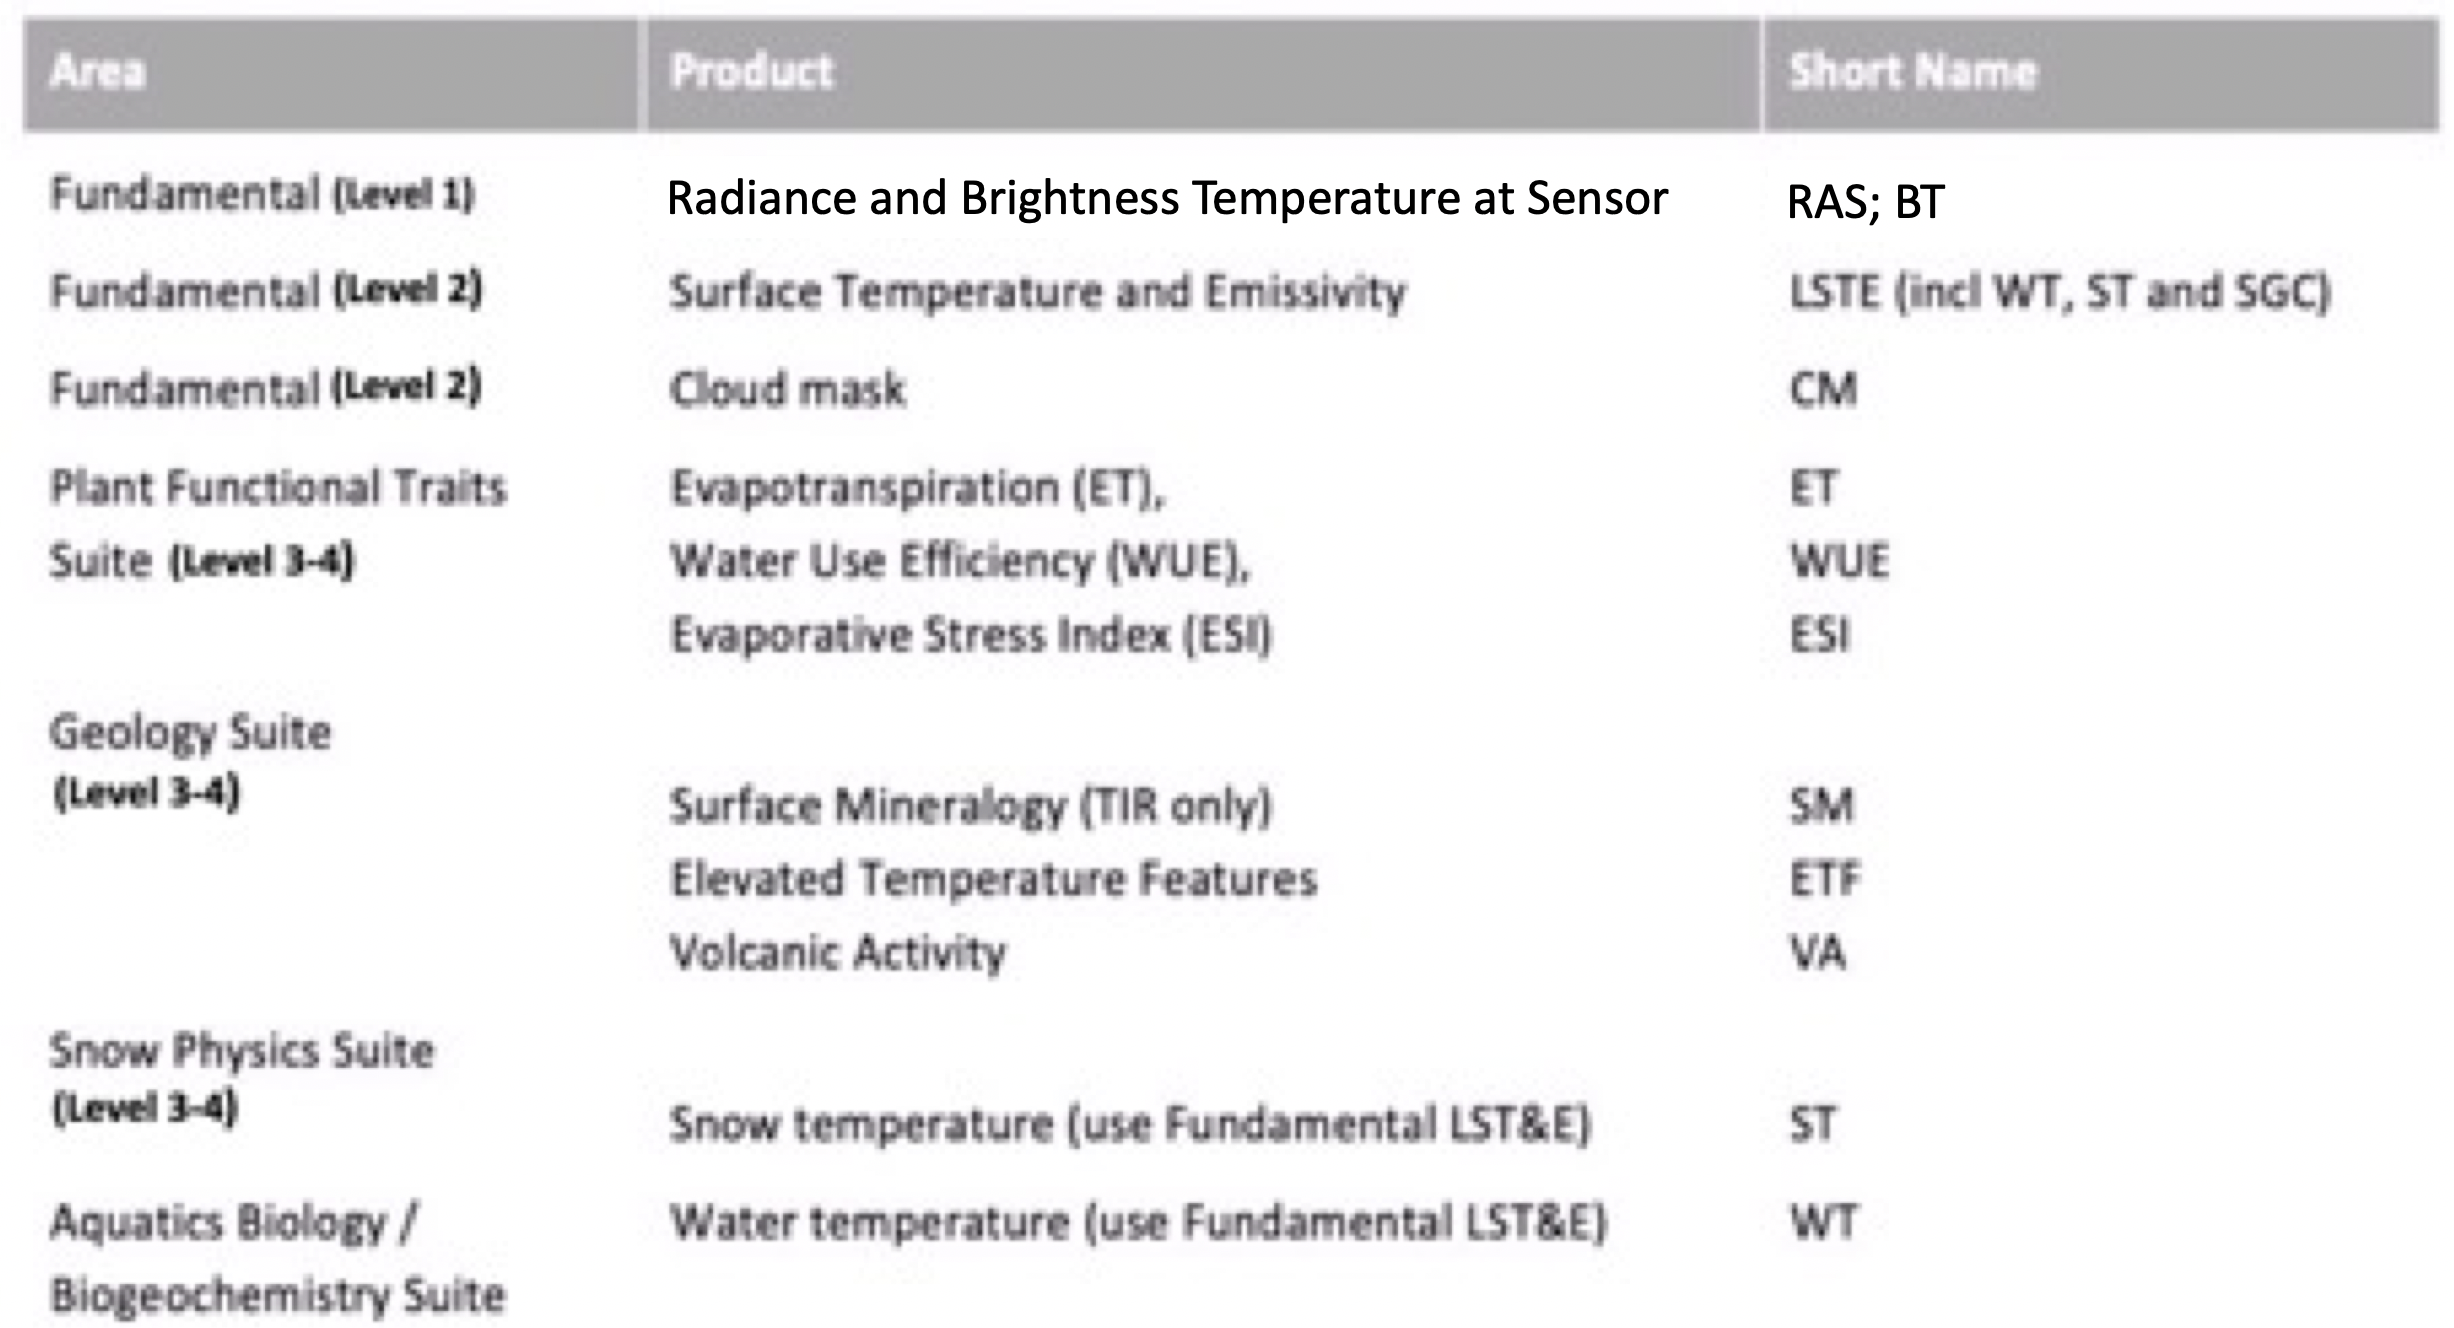 Area Product Short Name
Fundamental (Level 1) Radiance and Brightness Temperature at Sensor RAS; BT
Fundamental (Level 2) Surface Temperature and Emissivity LSTE (incl WT, ST and SGC)
Fundamental (Level 2) Cloud mask CM
Plant Functional Traits Evapotranspiration (ET), ET
Suite (Level 3-4) Water Use Efficiency (WUE), WUE
Evaporative Stress Index (ESI) ESI
Geology Suite
(Level 3-4)
Surface Mineralogy (TIR only) SM
Elevated Temperature Features ETF
Volcanic Activity VA
Snow Physics Suite
(Level 3-4)
Snow temperature (use Fundamental LST&E) ST
Aquatics Biology / Water temperature (use Fundamental LST&E) WT
Biogeochemistry Suite